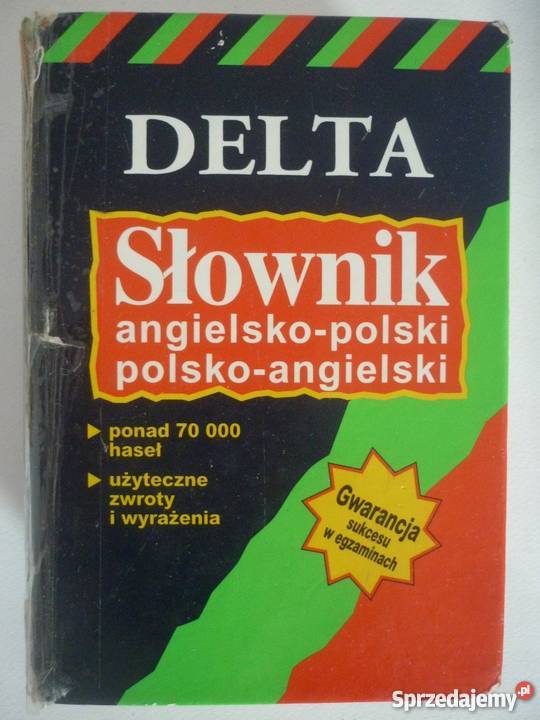 DELTA
Słownik
angielsko-polski
polsko-angielski
ponad 70 000
haseł
użyteczne
zwroty
i wyrażenia
Gwarancja
sukcesu
w egzaminach
Sprzedajemy.pl